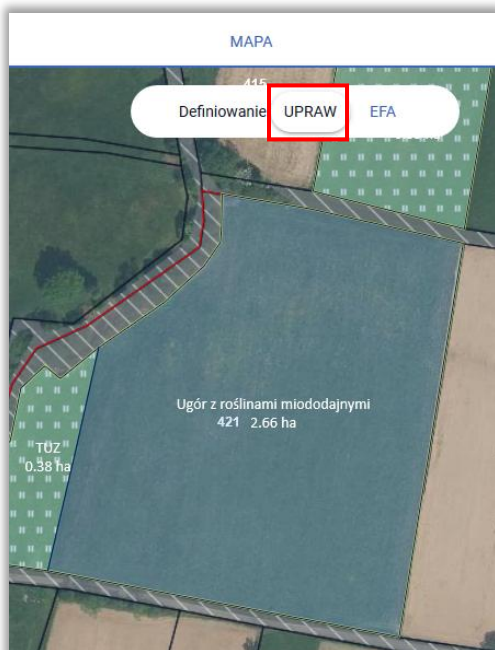 MAPA
415
Definiowanie UPRAW EFA
Ugór z roślinami miododajnymi
421 2.66 ha
TUZ
0.38 ha